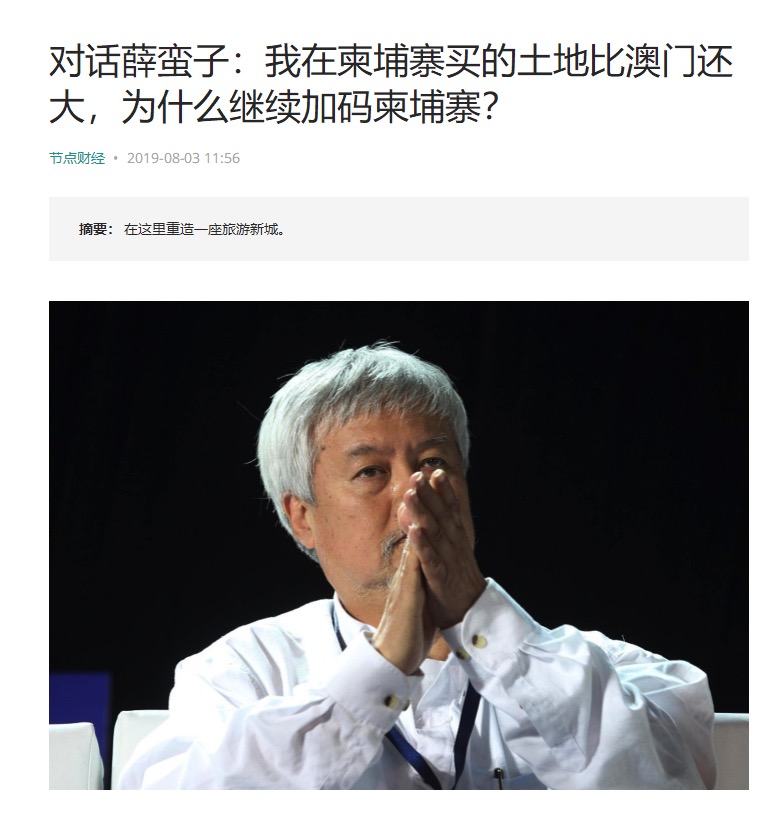 对话薛蛮子：我在柬埔寨买的土地比澳门还
大，为什么继续加码柬埔寨？
节点财经 • 2019-08-03 11:56
摘要： 在这里重造一座旅游新城。